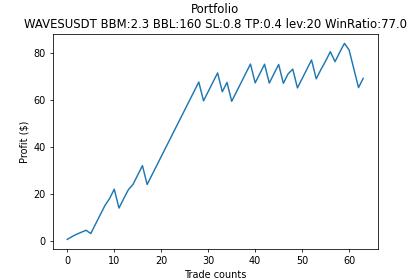 Portfolio
WAVESUSDT BBM:2.3 BBL:160 SL:0.8 TP:0.4 lev:20 WinRatio:77.0
Profit ($)
80
60
40
20
0
0 10 20 30 40 50 60
Trade counts